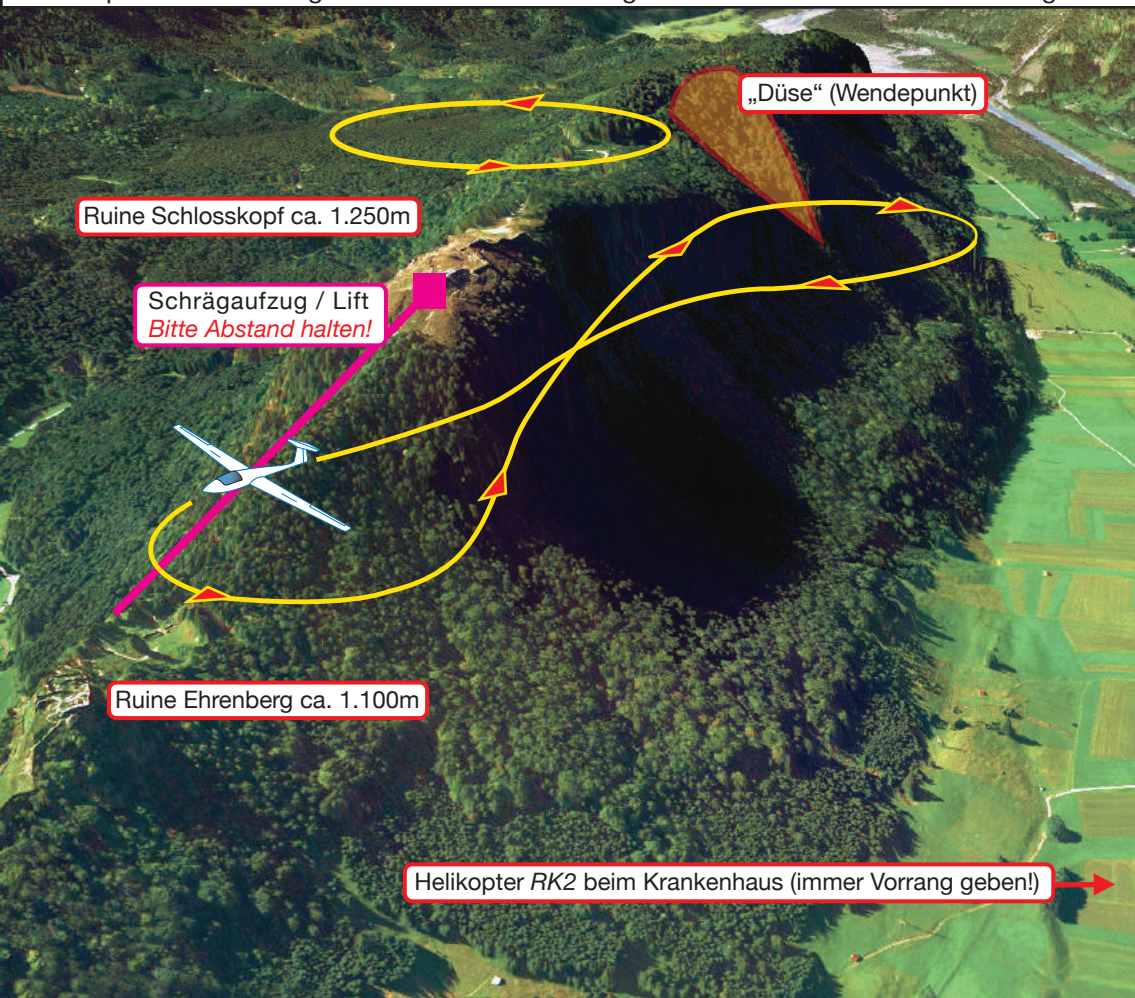 „Düse“ (Wendepunkt)
Ruine Schlosskopf ca. 1.250m
Schrägaufzug / Lift
Bitte Abstand halten!
Ruine Ehrenberg ca. 1.100m
Helikopter RK2 beim Krankenhaus (immer Vorrang geben!)